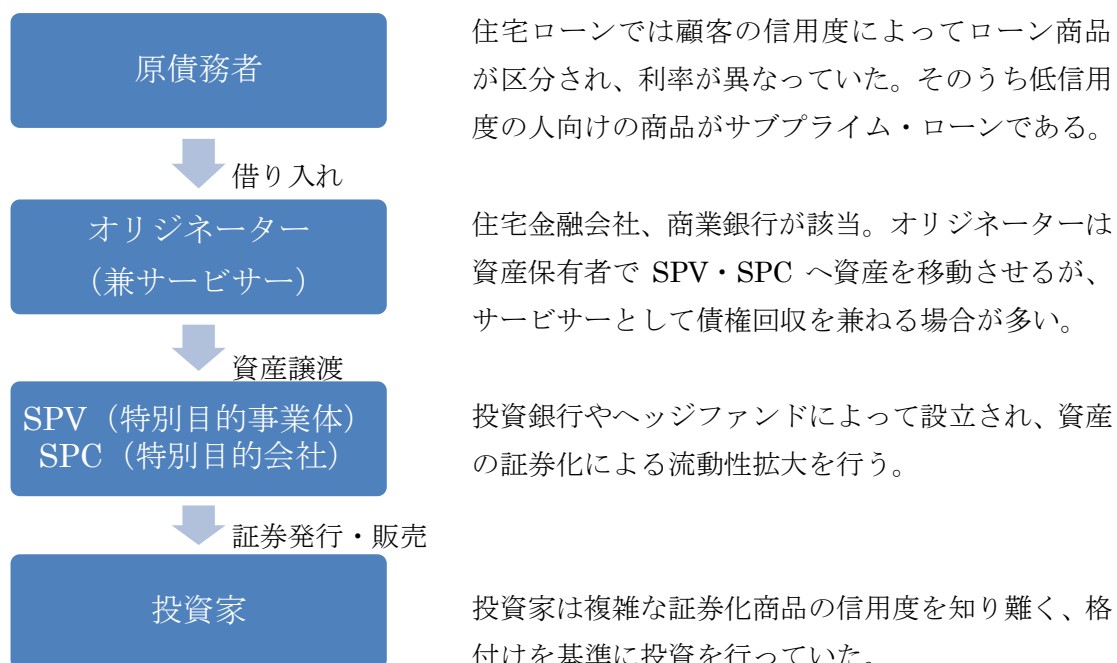 原債務者
住宅ローンでは顧客の信用度によってローン商品
が区分され、利率が異なっていた。そのうち低信用
度の人向けの商品がサブプライム・ローンである。
借り入れ
オリジネーター
（兼サービサー）
住宅金融会社、商業銀行が該当。オリジネーターは
資産保有者で SPV・SPC へ資産を移動させるが、
サービサーとして債権回収を兼ねる場合が多い。
資産譲渡
SPV（特別目的事業体）
SPC（特別目的会社）
投資銀行やヘッジファンドによって設立され、資産
の証券化による流動性拡大を行う。
証券発行・販売
投資家
投資家は複雑な証券化商品の信用度を知り難く、格
付けを基準に投資を行っていた。